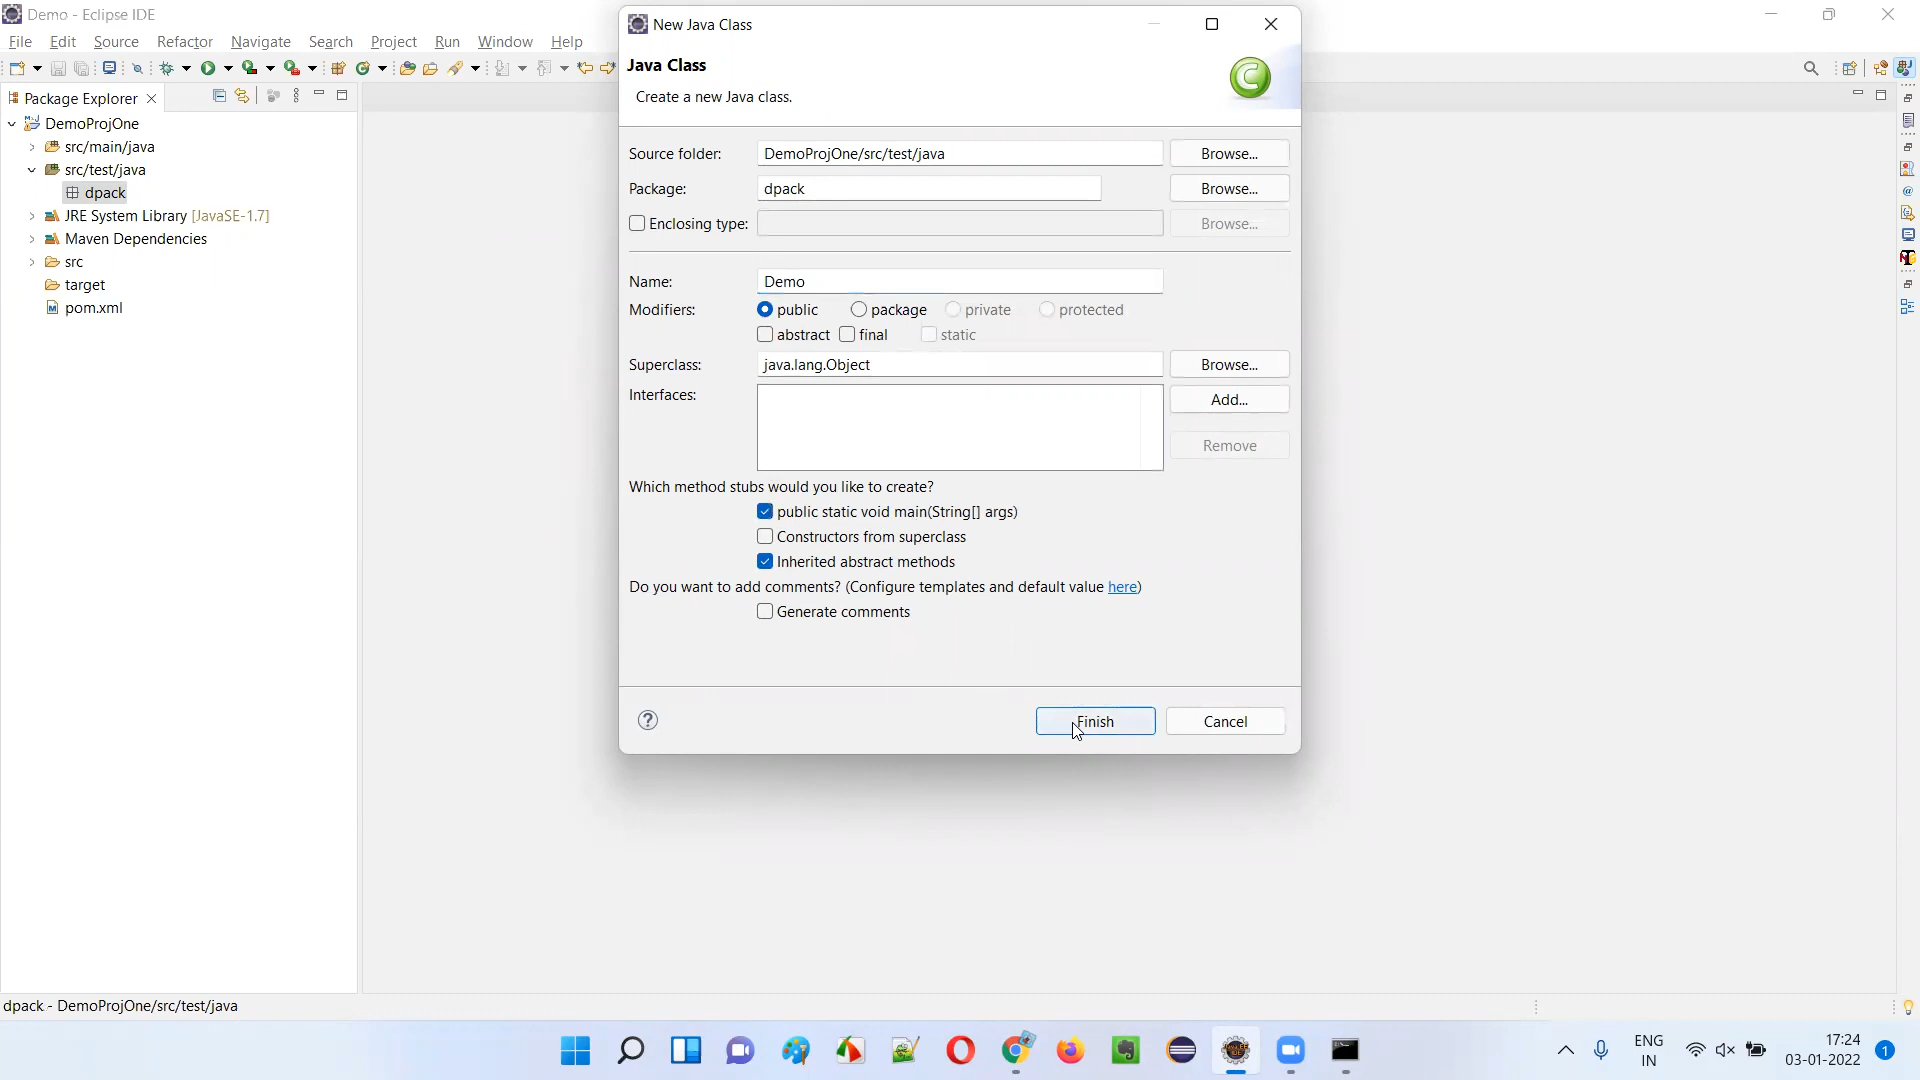 Demo - Eclipse IDE
File Edit Source Refactor Navigate Search Project Run Window Help
Package Explorer
DemoProjOne
src/main/java
src/test/java
dpack
JRE System Library [JavaSE-1.7]
Maven Dependencies
src
target
pom.xml
New Java Class
Java Class
Create a new Java class.
Source folder: DemoProjOne/src/test/java Browse...
Package: dpack Browse...
Enclosing type: Browse...
Name: Demo
Modifiers: public package private protected
abstract final static
Superclass: java.lang.Object Browse...
Interfaces: Add...
Remove
Which method stubs would you like to create?
public static void main(String[] args)
Constructors from superclass
Inherited abstract methods
Do you want to add comments? (Configure templates and default value here)
Generate comments
Finish Cancel
dpack - DemoProjOne/src/test/java
ENG
IN
17:24
03-01-2022
1